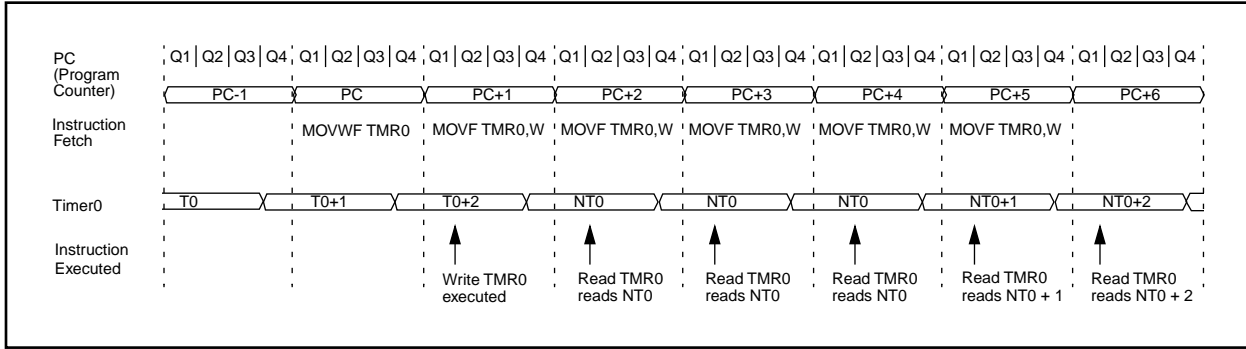 PC
(Program
Counter)
Q1 Q2 Q3 Q4 Q1 Q2 Q3 Q4 Q1 Q2 Q3 Q4 Q1 Q2 Q3 Q4 Q1 Q2 Q3 Q4 Q1 Q2 Q3 Q4 Q1 Q2 Q3 Q4 Q1 Q2 Q3 Q4
PC-1 PC PC+1 PC+2 PC+3 PC+4 PC+5 PC+6
Instruction
Fetch
MOVWF TMR0 MOVF TMR0,W MOVF TMR0,W MOVF TMR0,W MOVF TMR0,W MOVF TMR0,W
Timer0
T0 T0+1 T0+2 NT0 NT0 NT0 NT0+1 NT0+2
Instruction
Executed
Write TMR0
executed
Read TMR0
reads NT0
Read TMR0
reads NT0
Read TMR0
reads NT0
Read TMR0
reads NT0 + 1
Read TMR0
reads NT0 + 2